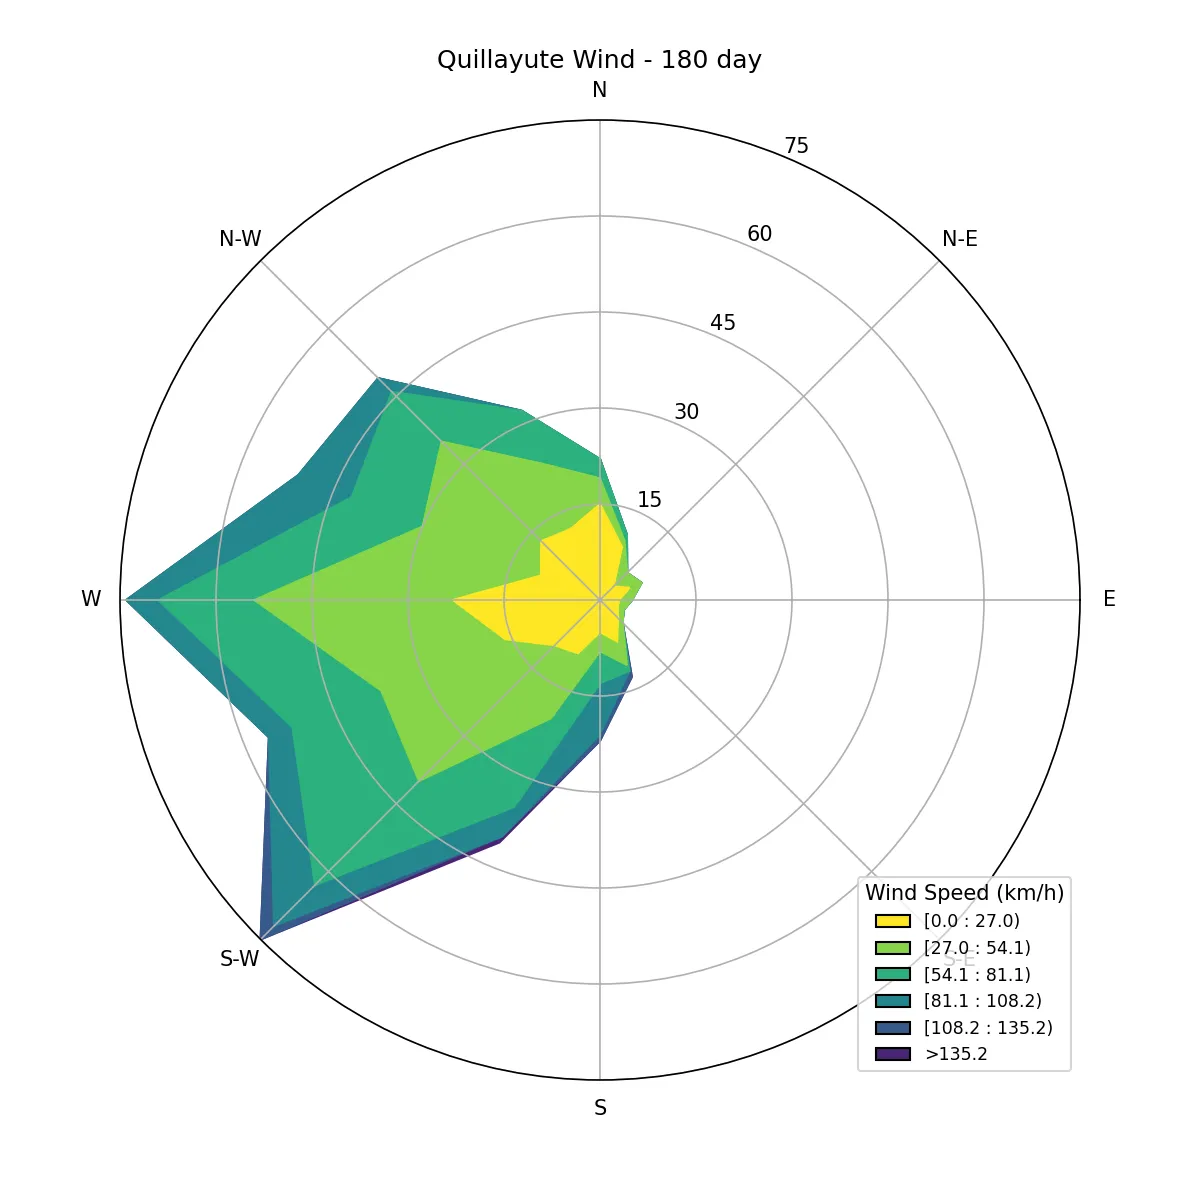 Quillayute Wind - 180 day
N
75
N-W
60
N-E
45
30
15
W
E
S-W
S-E
S
Wind Speed (km/h)
[0.0 : 27.0)
[27.0 : 54.1)
[54.1 : 81.1)
[81.1 : 108.2)
[108.2 : 135.2)
>135.2